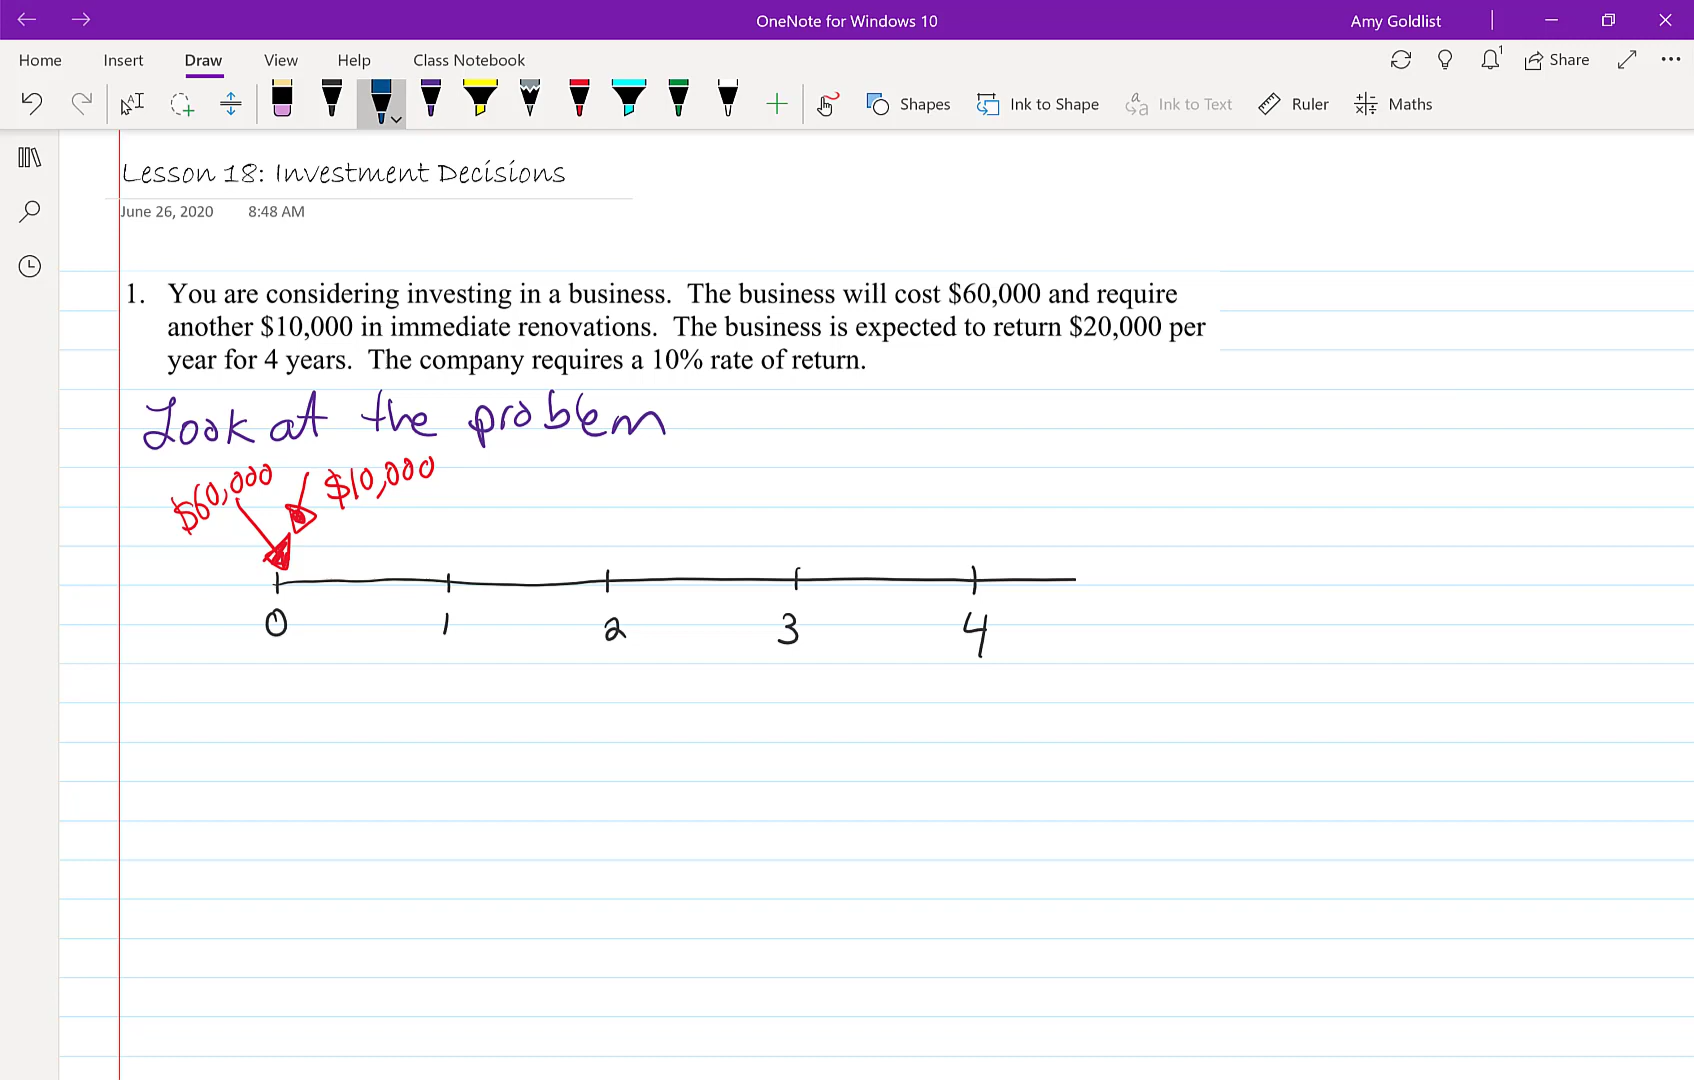 OneNote for Windows 10
Amy Goldlist
Home Insert Draw View Help Class Notebook
1
Share
Shapes Ink to Shape Ink to Text Ruler Maths
Lesson 18: Investment Decisions
June 26, 2020 8:48 AM
1. You are considering investing in a business. The business will cost $60,000 and require
another $10,000 in immediate renovations. The business is expected to return $20,000 per
year for 4 years. The company requires a 10% rate of return.
Look at the problem
$60,000 $10,000
0 1 2 3 4